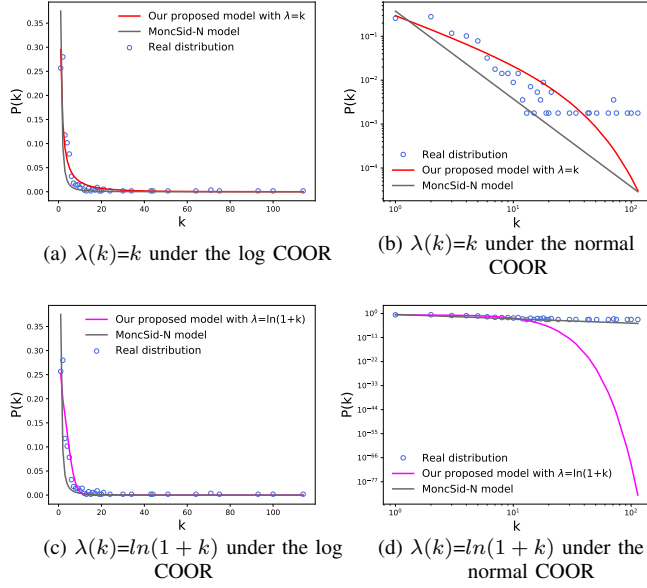 Our proposed model with λ=k
MoncSid-N model
Real distribution
P(k)
0.35
0.30
0.25
0.20
0.15
0.10
0.05
0.00
0 20 40 60 80 100
k
(a) λ(k)=k under the log COOR
P(k)
10⁻¹
10⁻²
10⁻³
10⁻⁴
Real distribution
Our proposed model with λ=k
MoncSid-N model
10⁰ 10¹ 10²
k
(b) λ(k)=k under the normal
COOR
Our proposed model with λ=ln(1+k)
MoncSid-N model
Real distribution
P(k)
0.35
0.30
0.25
0.20
0.15
0.10
0.05
0.00
0 20 40 60 80 100
k
(c) λ(k)=ln(1 + k) under the log
COOR
P(k)
10⁰
10⁻¹¹
10⁻²²
10⁻³³
10⁻⁴⁴
10⁻⁵⁵
10⁻⁶⁶
10⁻⁷⁷
Real distribution
Our proposed model with λ=ln(1+k)
MoncSid-N model
10⁰ 10¹ 10²
k
(d) λ(k)=ln(1 + k) under the
normal COOR